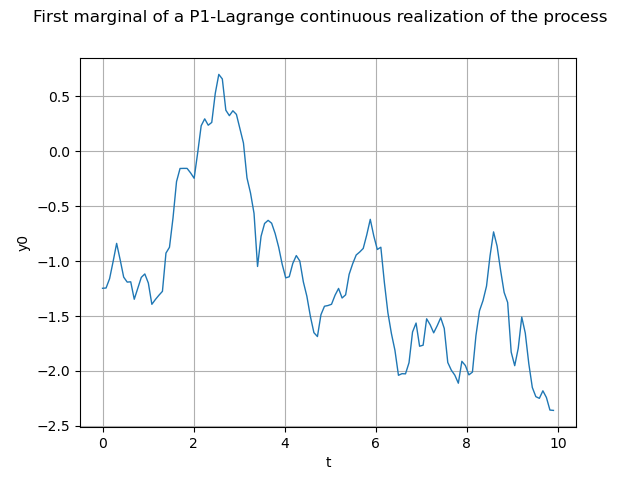 First marginal of a P1-Lagrange continuous realization of the process
0.5
0.0
−0.5
−1.0
−1.5
−2.0
−2.5
y0
0 2 4 6 8 10
t